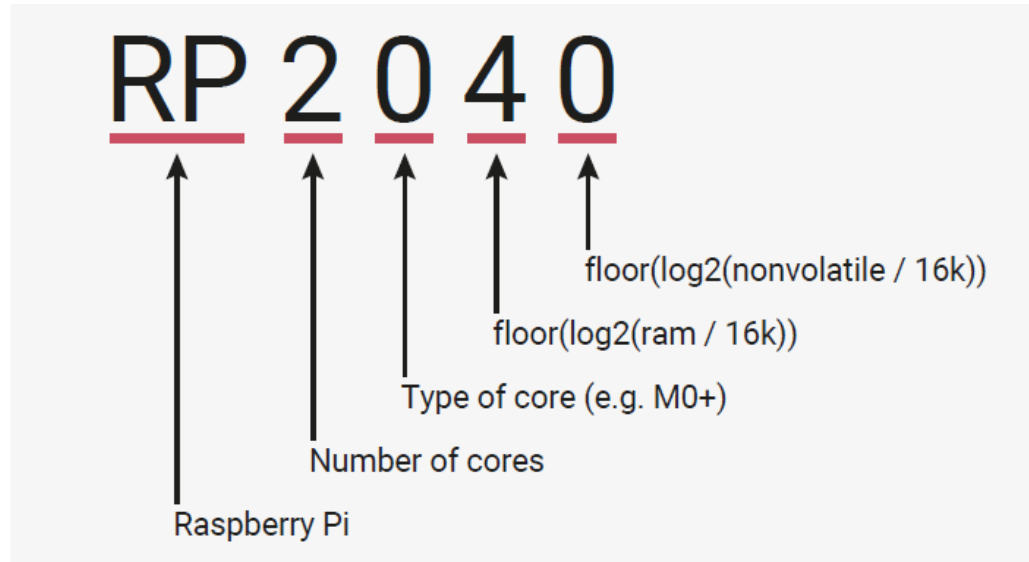 RP 2 0 4 0
floor(log2(nonvolatile / 16k))
floor(log2(ram / 16k))
Type of core (e.g. M0+)
Number of cores
Raspberry Pi